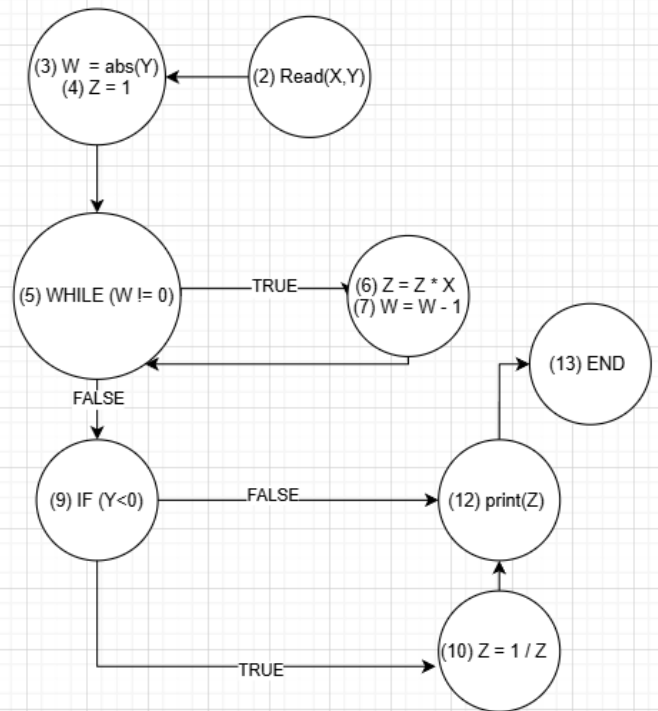 (2) Read(X,Y)
(3) W = abs(Y)
(4) Z = 1
(5) WHILE (W != 0)
TRUE
(6) Z = Z * X
(7) W = W - 1
FALSE
(9) IF (Y<0)
FALSE
TRUE
(10) Z = 1 / Z
(12) print(Z)
(13) END